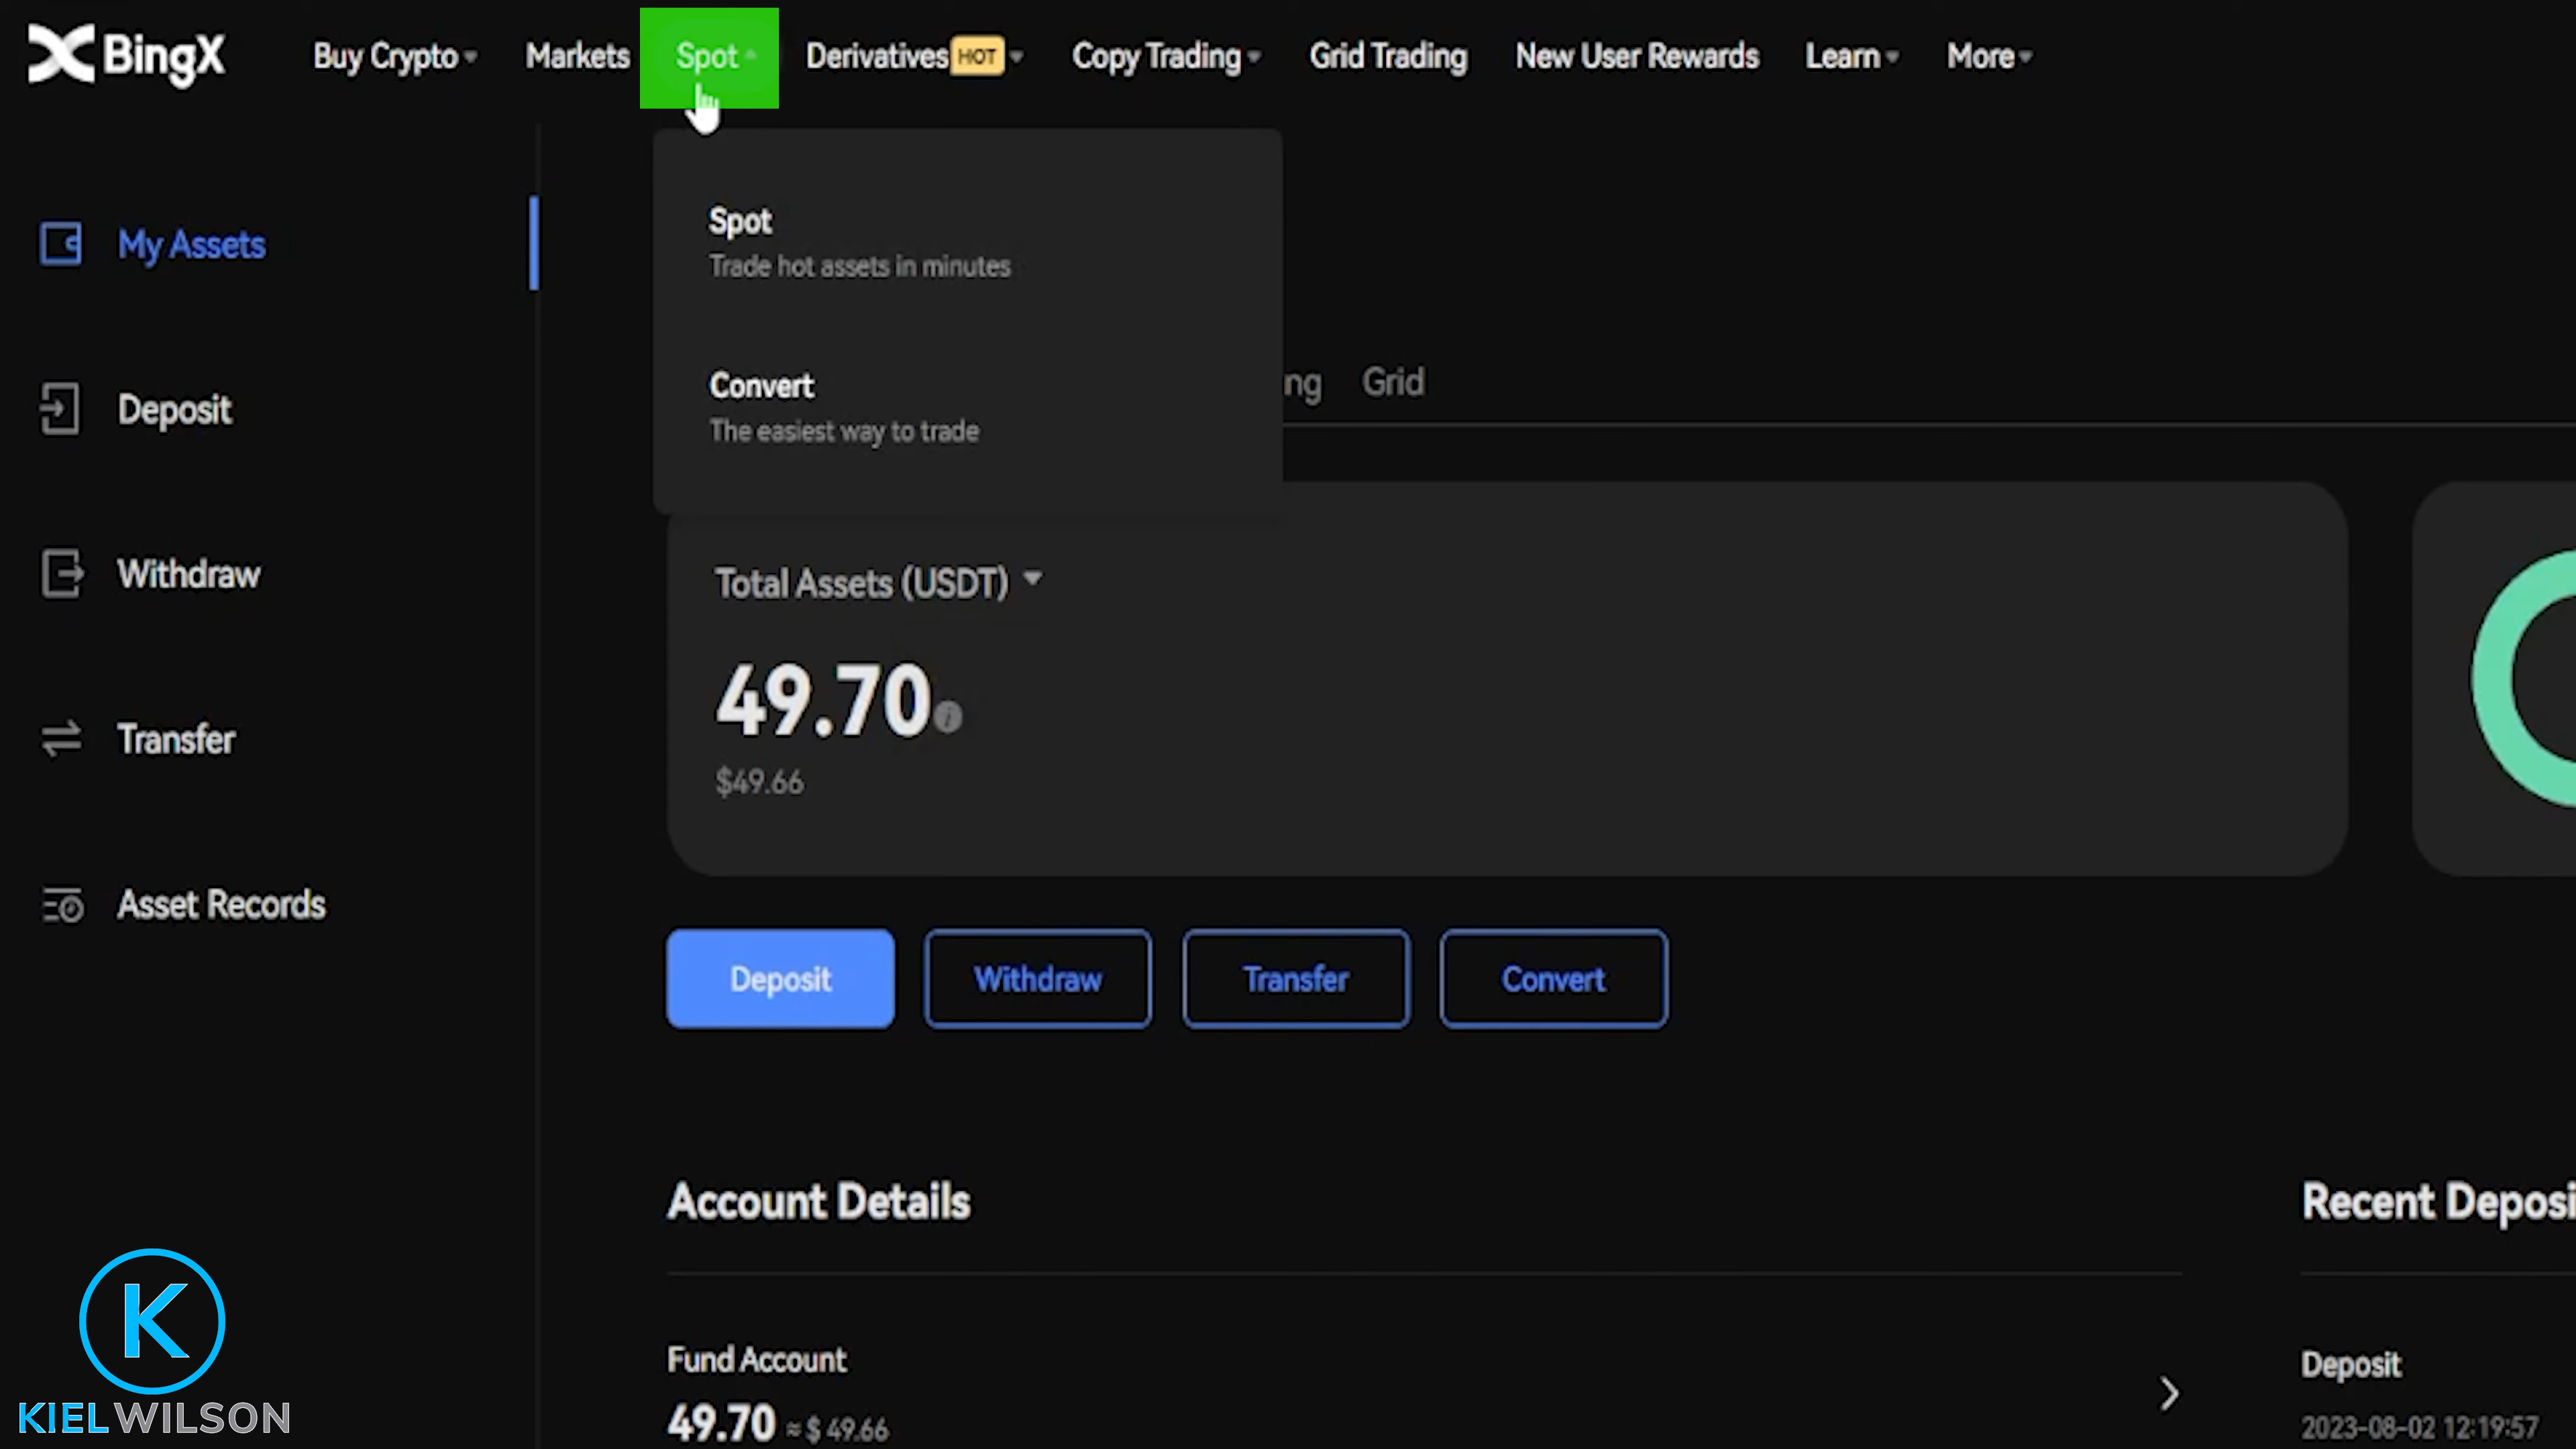 BingX
Buy Crypto
Markets
Spot
Derivatives HOT
Copy Trading
Grid Trading
New User Rewards
Learn
More
My Assets
Deposit
Withdraw
Transfer
Asset Records
Spot
Trade hot assets in minutes
Convert
The easiest way to trade
ng
Grid
Total Assets (USDT)
49.70
$49.66
Deposit
Withdraw
Transfer
Convert
Account Details
Fund Account
49.70 ≈ $ 49.66
Recent Deposi
Deposit
2023-08-02 12:19:57
K
KIEL WILSON